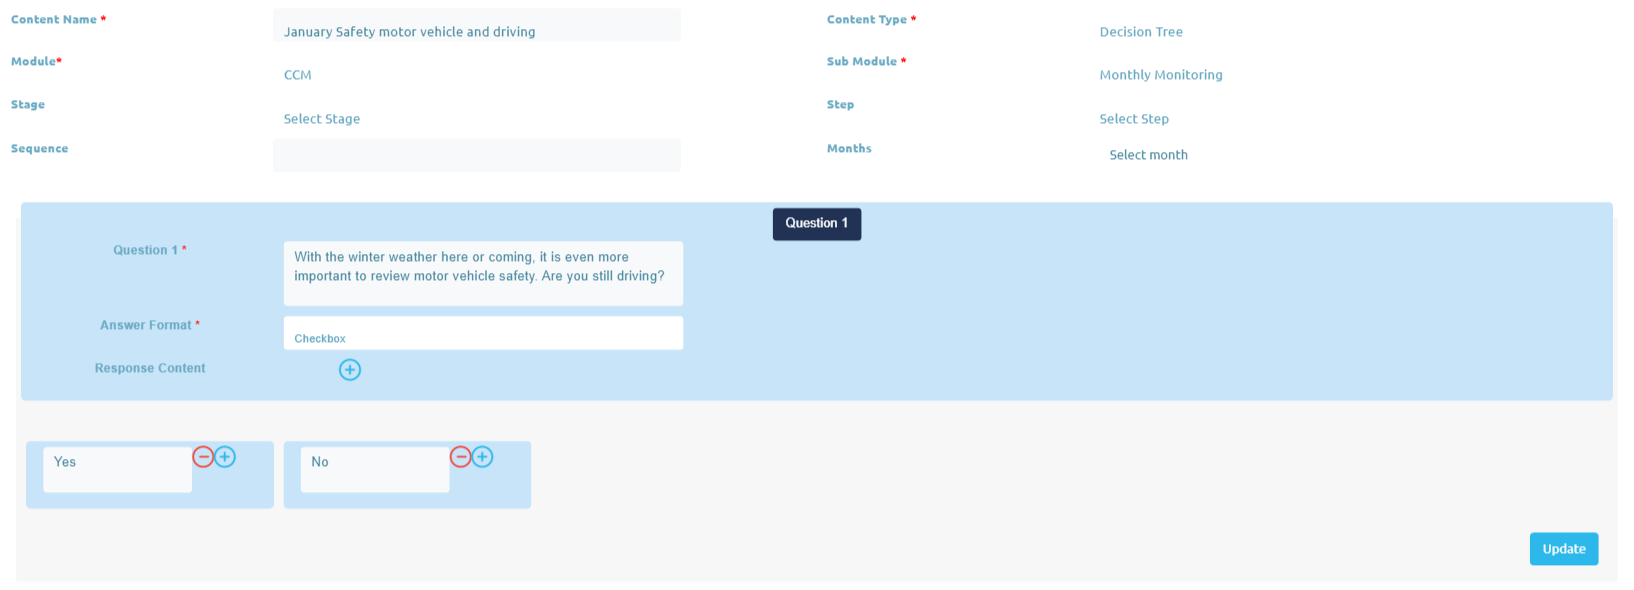 Content Name *
January Safety motor vehicle and driving
Content Type *
Decision Tree
Module*
CCM
Sub Module *
Monthly Monitoring
Stage
Select Stage
Step
Select Step
Sequence
Months
Select month
Question 1
Question 1 *
With the winter weather here or coming, it is even more
important to review motor vehicle safety. Are you still driving?
Answer Format *
Checkbox
Response Content
Yes
No
Update